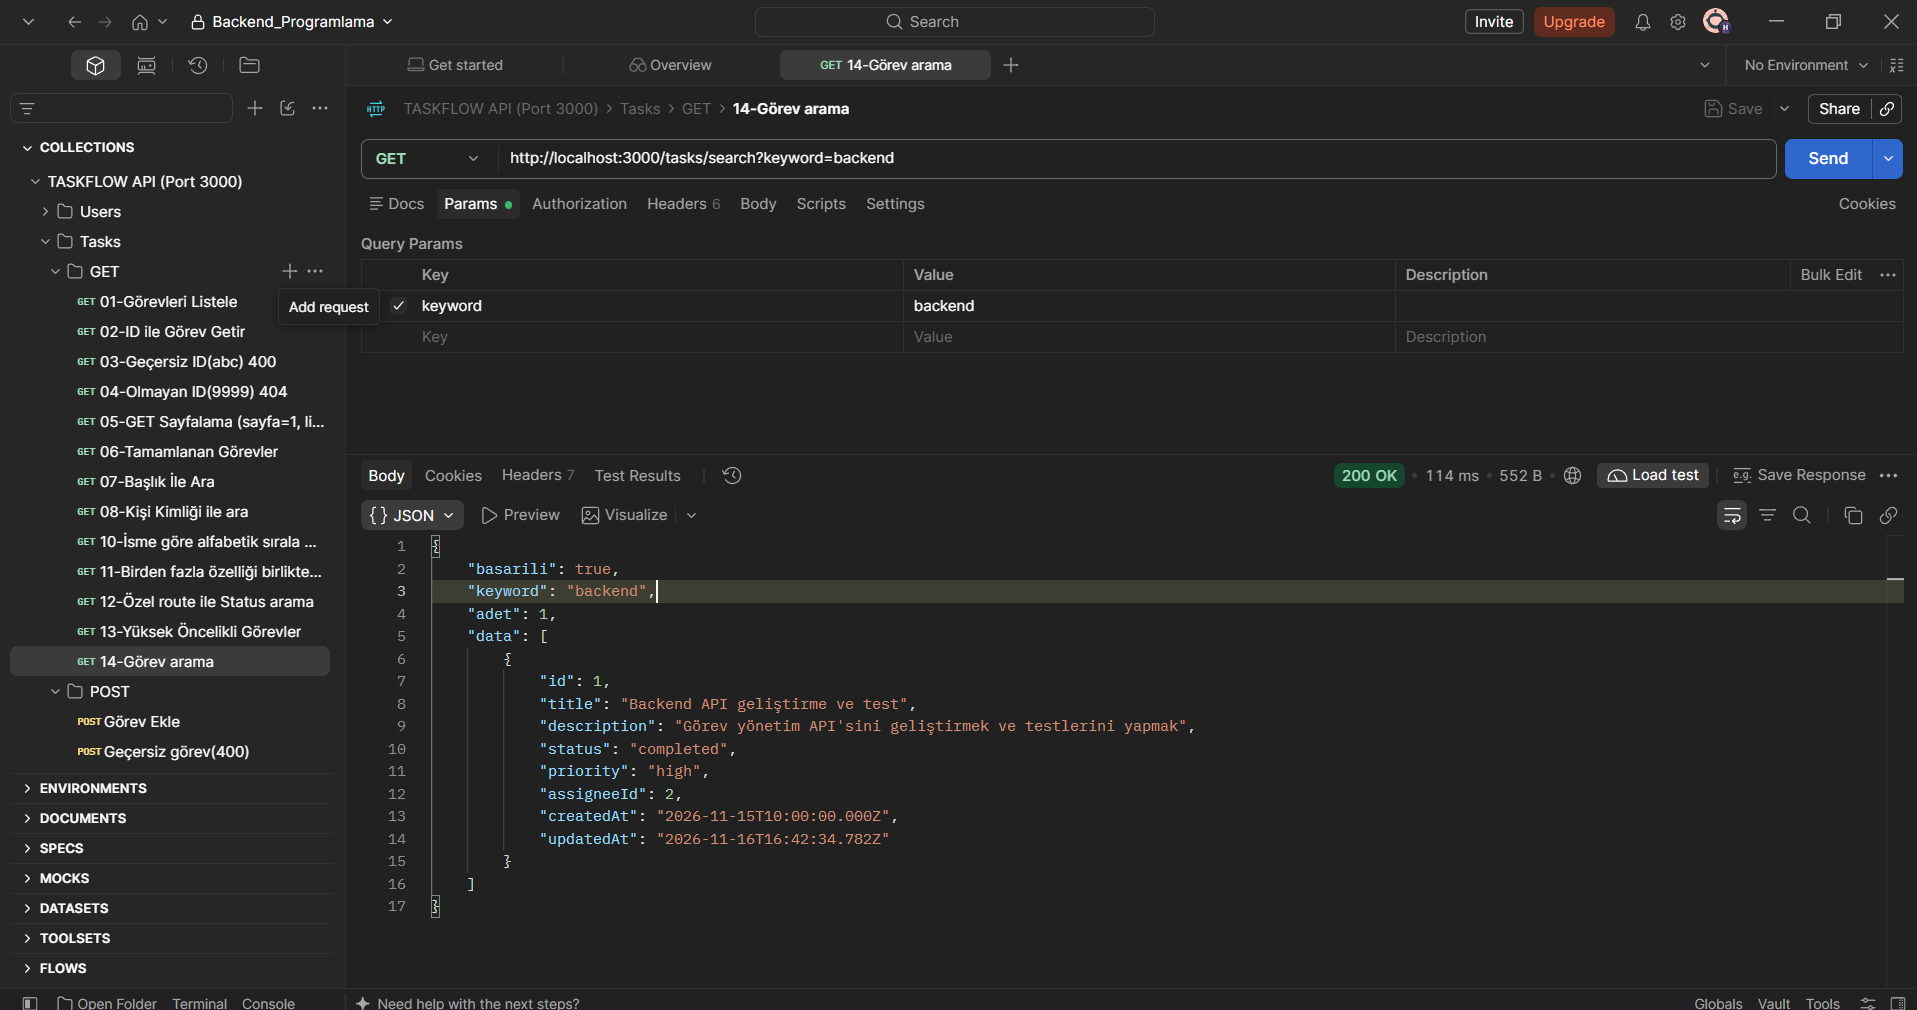 Backend_Programlama
Search
Invite
Upgrade
Get started
Overview
GET 14-Görev arama
No Environment
HTTP TASKFLOW API (Port 3000) > Tasks > GET > 14-Görev arama
Save
Share
COLLECTIONS
TASKFLOW API (Port 3000)
Users
Tasks
GET
GET 01-Görevleri Listele
GET 02-ID ile Görev Getir
GET 03-Geçersiz ID(abc) 400
GET 04-Olmayan ID(9999) 404
GET 05-GET Sayfalama (sayfa=1, li...
GET 06-Tamamlanan Görevler
GET 07-Başlık İle Ara
GET 08-Kişi Kimliği ile ara
GET 10-İsme göre alfabetik sırala ...
GET 11-Birden fazla özelliği birlikte...
GET 12-Özel route ile Status arama
GET 13-Yüksek Öncelikli Görevler
GET 14-Görev arama
POST
POST Görev Ekle
POST Geçersiz görev(400)
ENVIRONMENTS
DOCUMENTS
SPECS
MOCKS
DATASETS
TOOLSETS
FLOWS
Add request
GET
http://localhost:3000/tasks/search?keyword=backend
Send
Docs
Params
Authorization
Headers 6
Body
Scripts
Settings
Cookies
Query Params
Key
Value
Description
Bulk Edit
keyword
backend
Key
Value
Description
Body
Cookies
Headers 7
Test Results
200 OK
114 ms
552 B
Load test
e.g. Save Response
{} JSON
Preview
Visualize
1 {
2 "basarili": true,
3 "keyword": "backend",
4 "adet": 1,
5 "data": [
6 {
7 "id": 1,
8 "title": "Backend API geliştirme ve test",
9 "description": "Görev yönetim API'sini geliştirmek ve testlerini yapmak",
10 "status": "completed",
11 "priority": "high",
12 "assigneeId": 2,
13 "createdAt": "2026-11-15T10:00:00.000Z",
14 "updatedAt": "2026-11-16T16:42:34.782Z"
15 }
16 ]
17 }
Open Folder
Terminal
Console
Need help with the next steps?
Globals
Vault
Tools